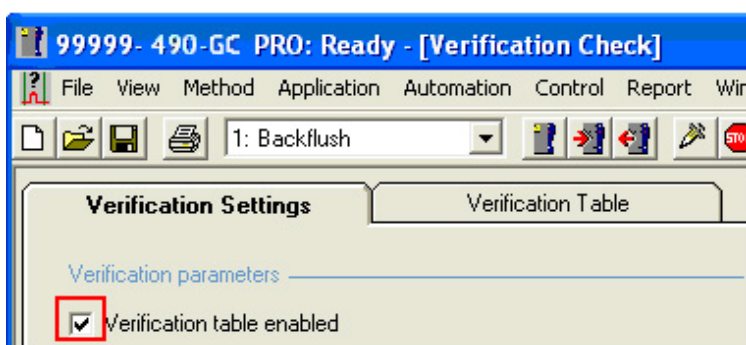 99999- 490-GC PRO: Ready - [Verification Check]
File View Method Application Automation Control Report
1: Backflush
STO
Verification Settings Verification Table
Verification parameters
Verification table enabled